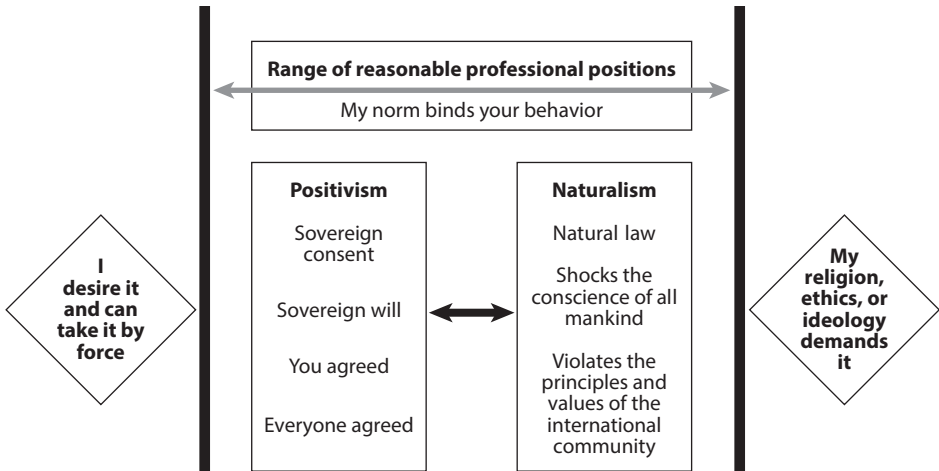 Range of reasonable professional positions
My norm binds your behavior
I
desire it
and can
take it by
force
Positivism
Sovereign
consent
Sovereign will
You agreed
Everyone agreed
Naturalism
Natural law
Shocks the
conscience of all
mankind
Violates the
principles and
values of the
international
community
My
religion,
ethics, or
ideology
demands
it